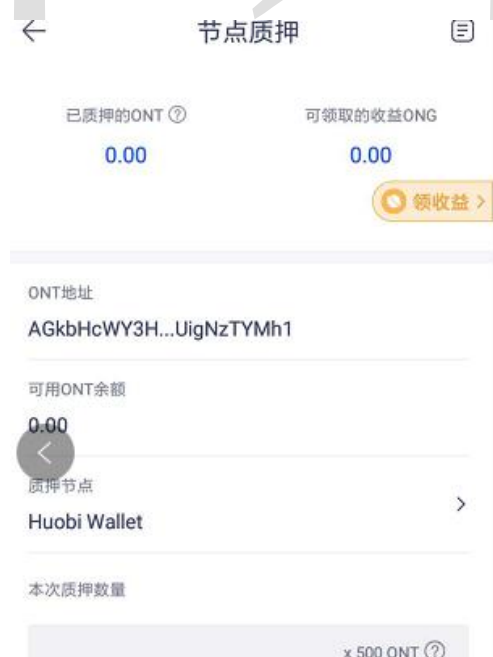 节点质押
已质押的ONT ?
可领取的收益ONG
0.00
0.00
领收益 >
ONT地址
AGkbHcWY3H...UigNzTYMh1
可用ONT余额
0.00
质押节点
Huobi Wallet
本次质押数量
x 500 ONT ?